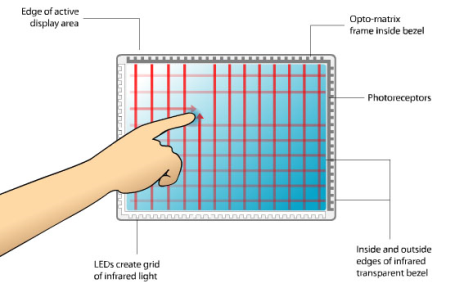 Edge of active
display area
Opto-matrix
frame inside bezel
Photoreceptors
Inside and outside
edges of infrared
transparent bezel
LEDs create grid
of infrared light